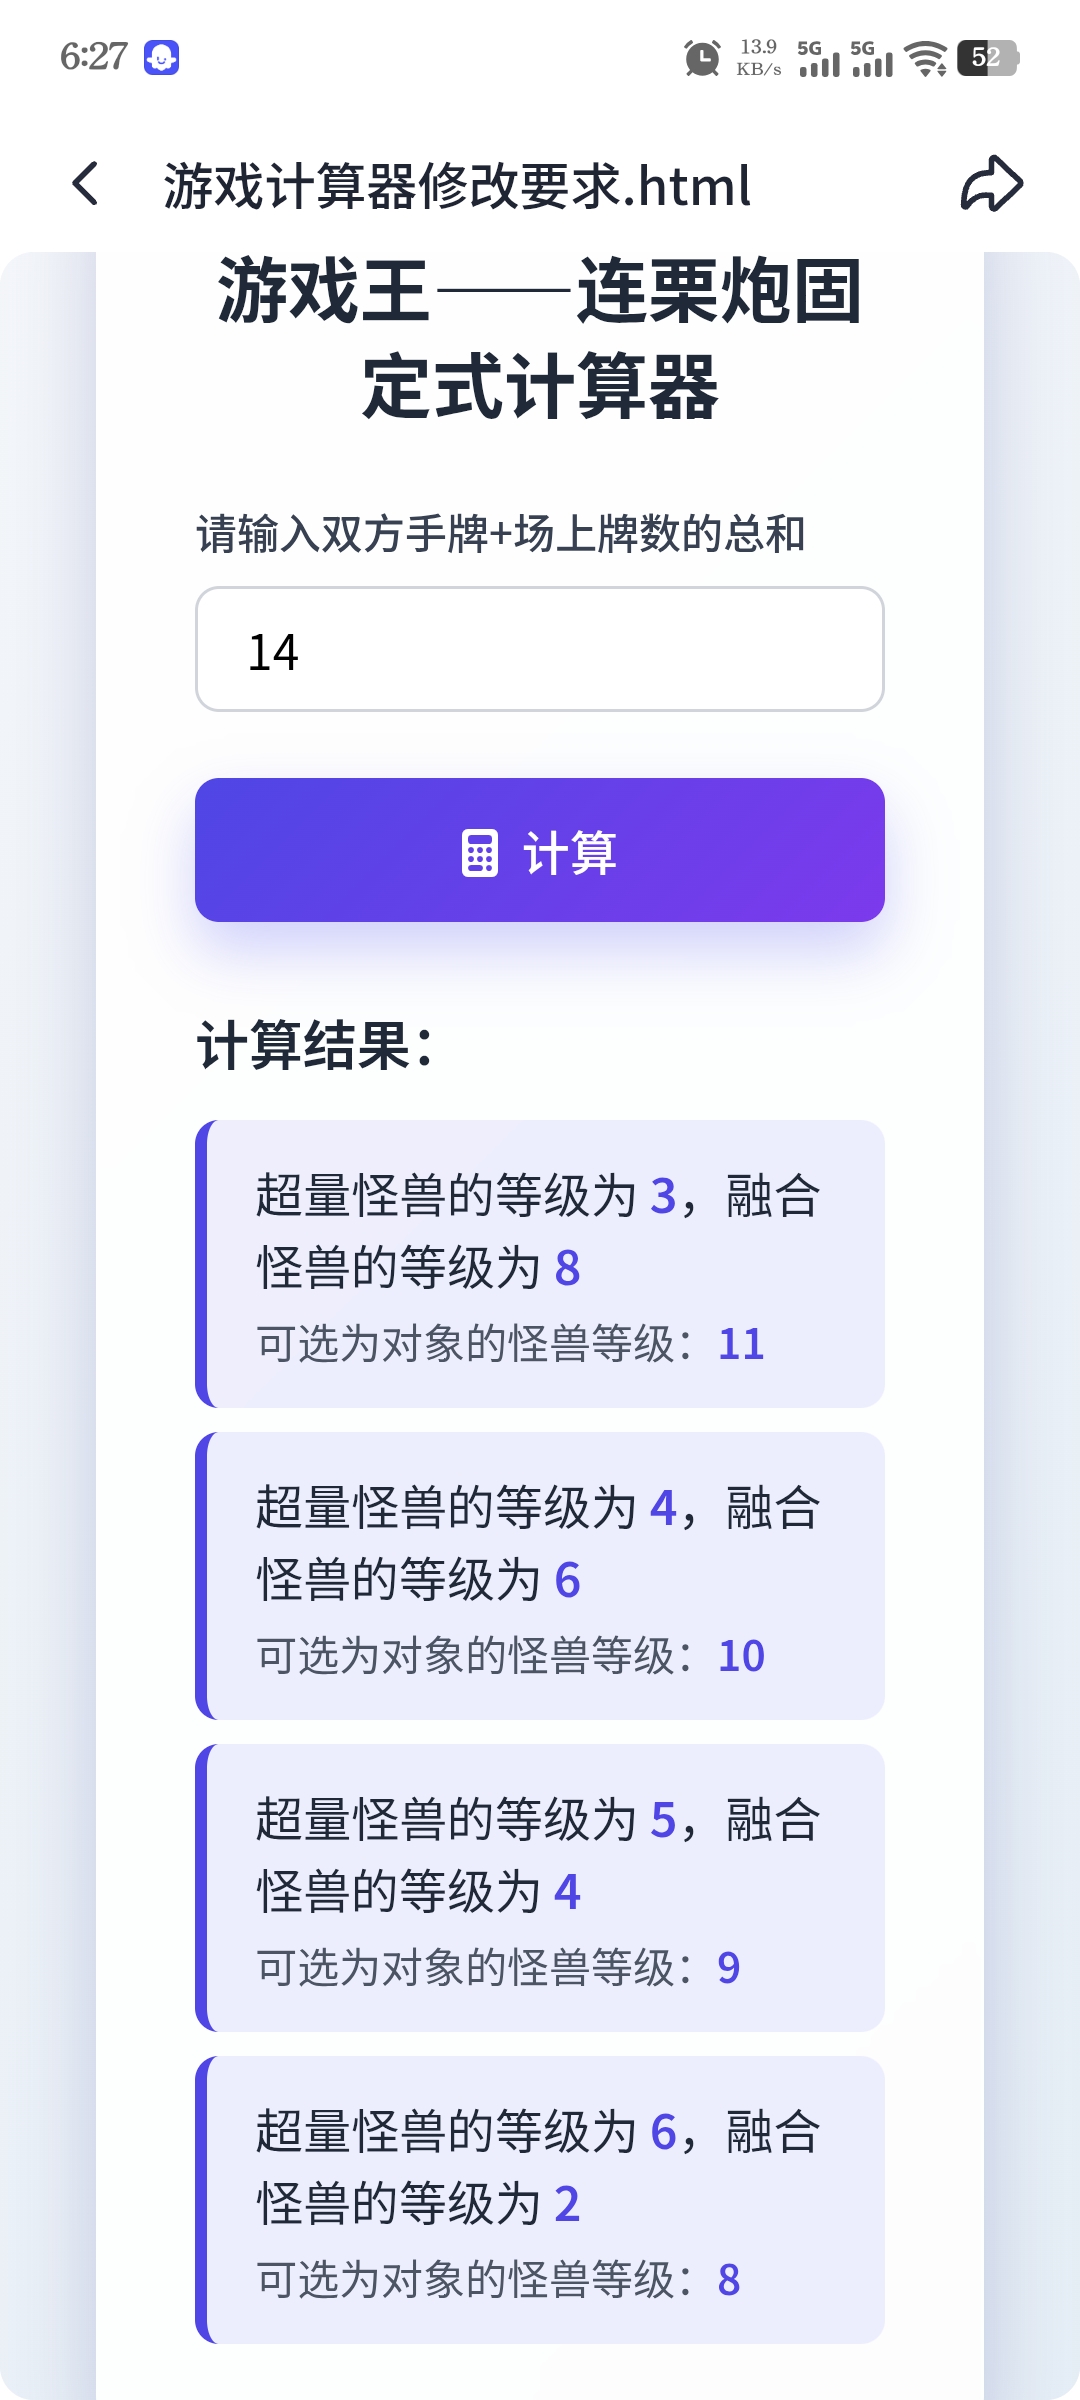 6:27
13.9
KB/s
5G
5G
52
游戏计算器修改要求.html
游戏王——连栗炮固
定式计算器
请输入双方手牌+场上牌数的总和
14
计算
计算结果：
超量怪兽的等级为 3，融合
怪兽的等级为 8
可选为对象的怪兽等级：11
超量怪兽的等级为 4，融合
怪兽的等级为 6
可选为对象的怪兽等级：10
超量怪兽的等级为 5，融合
怪兽的等级为 4
可选为对象的怪兽等级：9
超量怪兽的等级为 6，融合
怪兽的等级为 2
可选为对象的怪兽等级：8